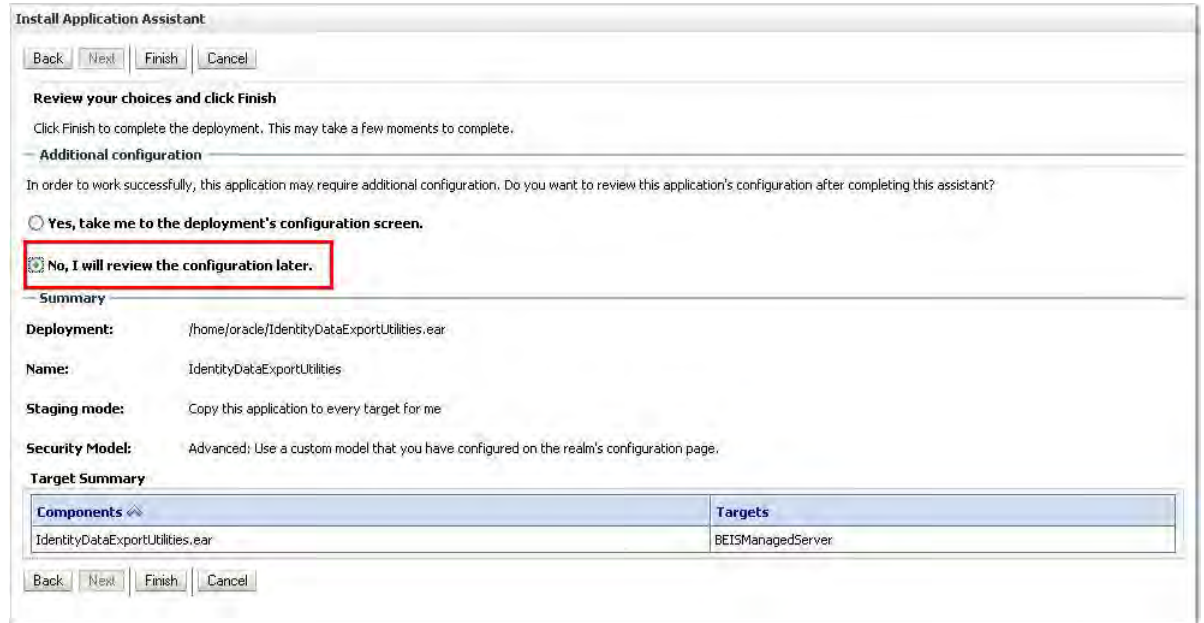 Install Application Assistant
Back Next Finish Cancel
Review your choices and click Finish
Click Finish to complete the deployment. This may take a few moments to complete.
Additional configuration
In order to work successfully, this application may require additional configuration. Do you want to review this application's configuration after completing this assistant?
Yes, take me to the deployment's configuration screen.
No, I will review the configuration later.
Summary
Deployment: /home/oracle/IdentityDataExportUtilities.ear
Name: IdentityDataExportUtilities
Staging mode: Copy this application to every target for me
Security Model: Advanced: Use a custom model that you have configured on the realm's configuration page.
Target Summary
Components Targets
IdentityDataExportUtilities.ear BEISManagedServer
Back Next Finish Cancel